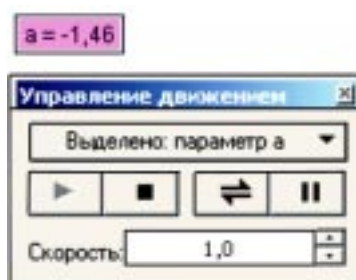 a = -1,46
Управление движением
Выделено: параметр a
Скорость: 1,0